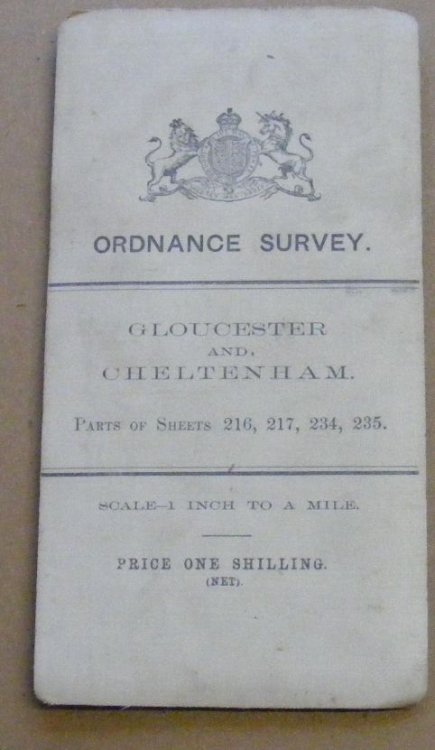 ORDNANCE SURVEY.
GLOUCESTER
AND.
CHELTENHAM.
PARTS OF SHEETS 216, 217, 234, 235.
SCALE–1 INCH TO A MILE.
PRICE ONE SHILLING.
(NET).